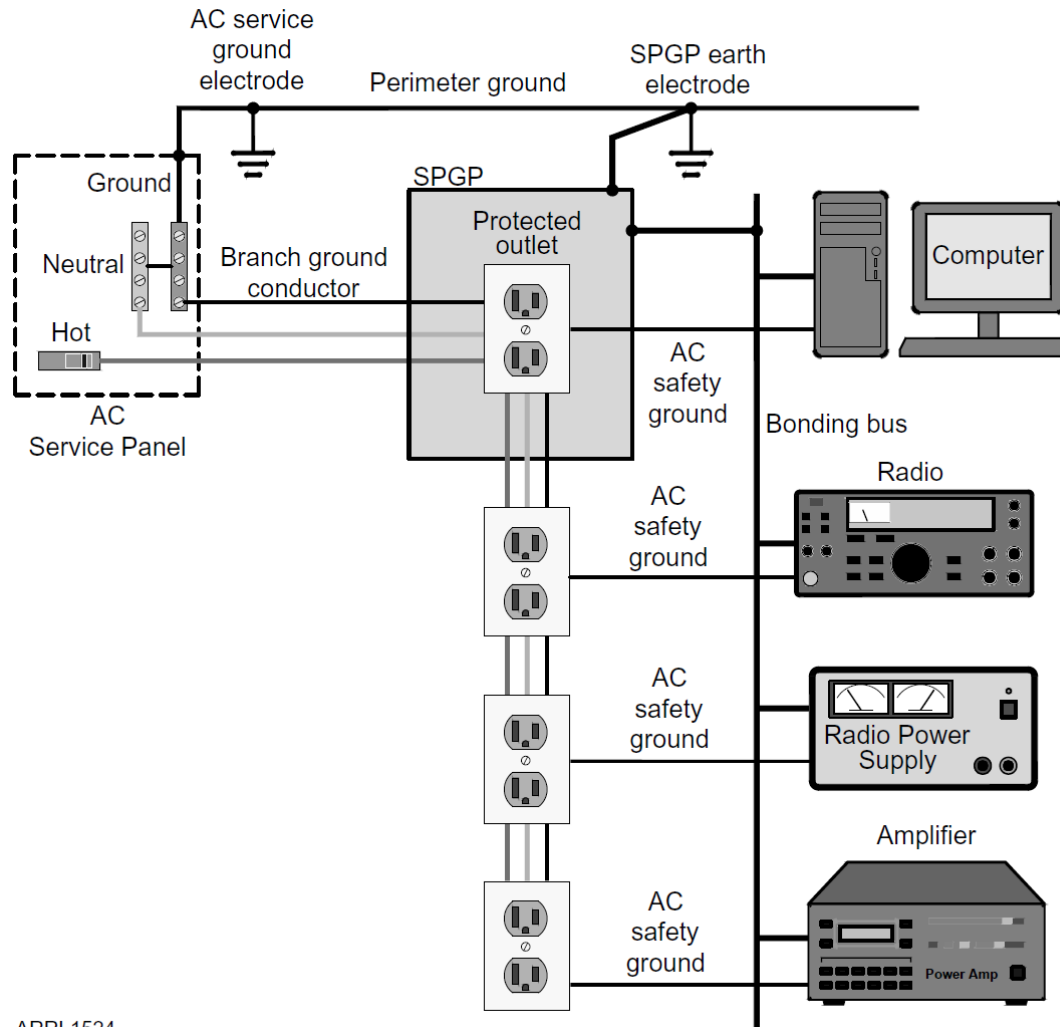 AC service
ground
electrode
Perimeter ground
SPGP earth
electrode
Ground
SPGP
Protected
outlet
Neutral
Branch ground
conductor
Computer
Hot
AC
safety
ground
AC
Service Panel
Bonding bus
Radio
AC
safety
ground
AC
safety
ground
Radio Power
Supply
Amplifier
AC
safety
ground
Power Amp